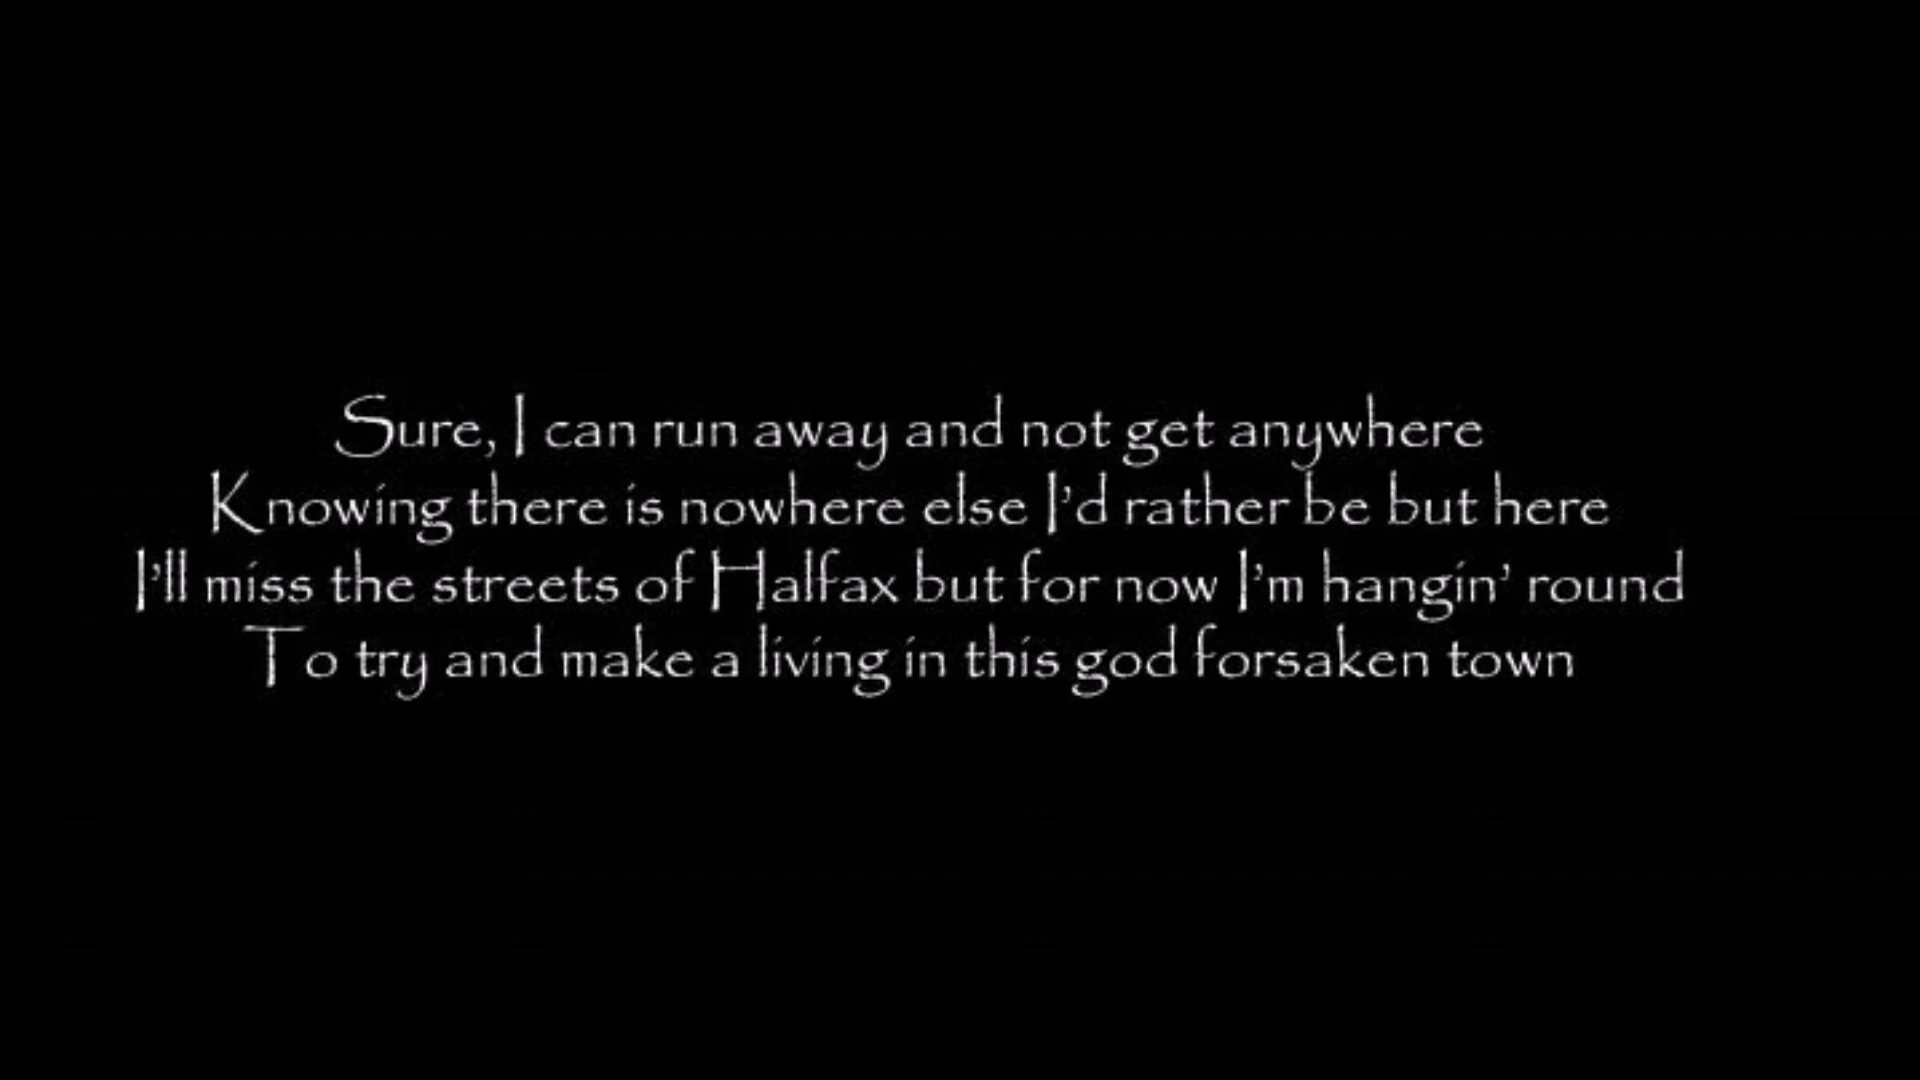 Sure, I can run away and not get anywhere
Knowing there is nowhere else I'd rather be but here
I'll miss the streets of Halfax but for now I'm hangin' round
To try and make a living in this god forsaken town